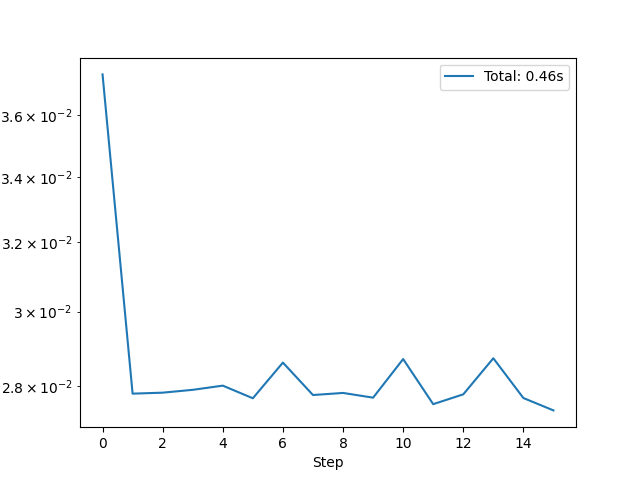 Total: 0.46s
3.6 × 10⁻²
3.4 × 10⁻²
3.2 × 10⁻²
3 × 10⁻²
2.8 × 10⁻²
0 2 4 6 8 10 12 14
Step